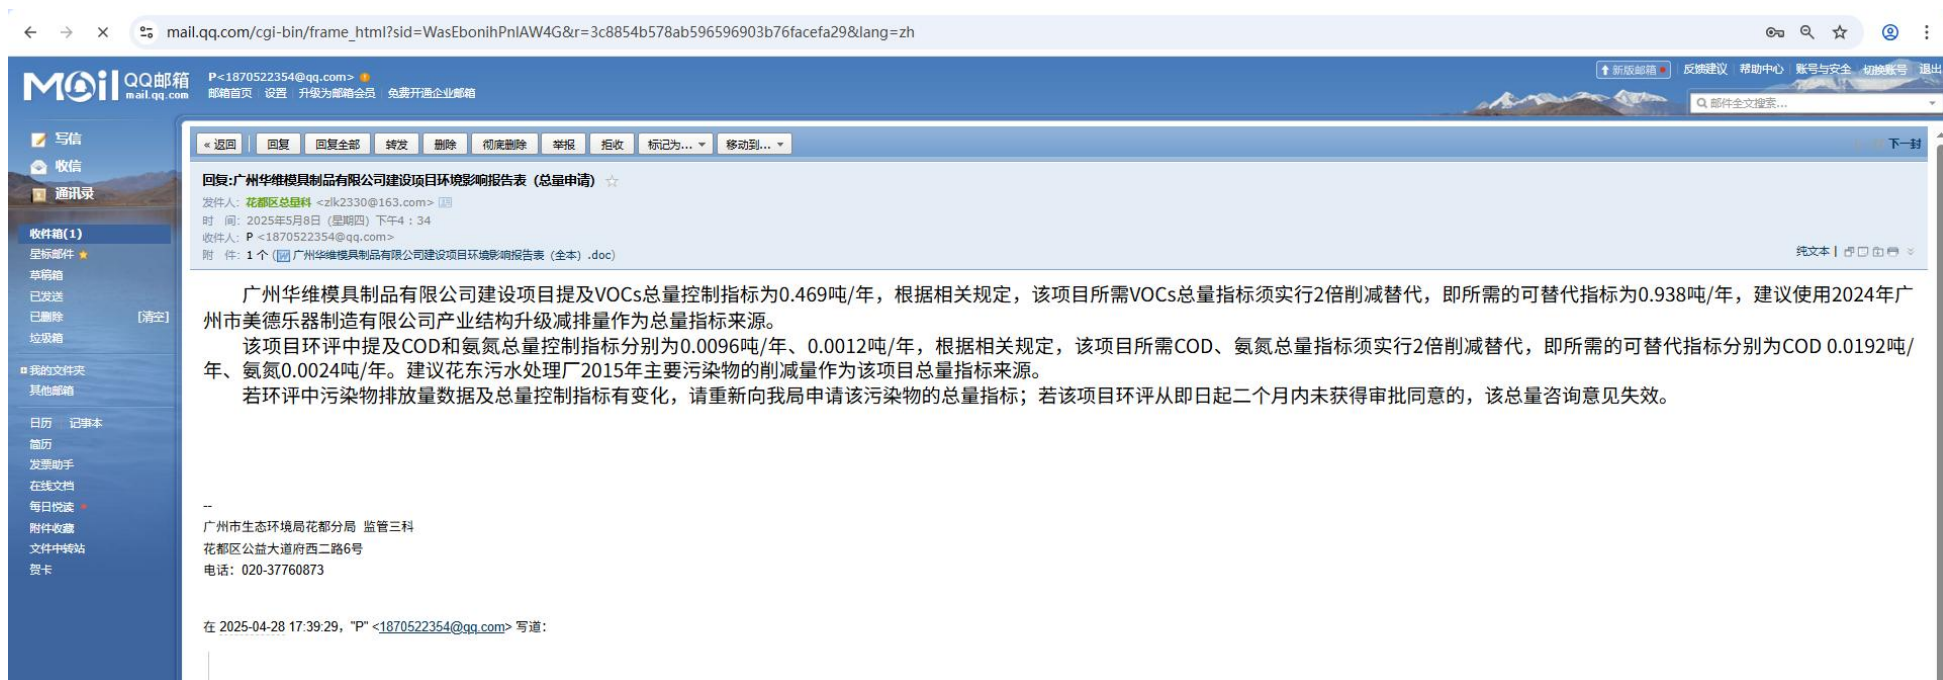 mail.qq.com/cgi-bin/frame_html?sid=WasEbonihPnlAW4G&r=3c8854b578ab596596903b76facefa29&lang=zh
Mail QQ邮箱 mail.qq.com
P<1870522354@qq.com>
邮箱首页 设置 升级为邮箱会员 免费开通企业邮箱
新版邮箱 反馈建议 帮助中心 账号与安全 切换账号 退出
邮件全文搜索...
写信
收信
通讯录
收件箱(1)
星标邮件
草稿箱
已发送
已删除 [清空]
垃圾箱
我的文件夹
其他邮箱
日历 记事本
简历
发票助手
在线文档
每日悦读
附件收藏
文件中转站
贺卡
« 返回 回复 回复全部 转发 删除 彻底删除 举报 拒收 标记为... 移动到... 下一封
回复:广州华维模具制品有限公司建设项目环境影响报告表（总量申请）
发件人: 花都区总量科 <zlk2330@163.com>
时 间: 2025年5月8日（星期四）下午4：34
收件人: P <1870522354@qq.com>
附 件: 1 个 (广州华维模具制品有限公司建设项目环境影响报告表（全本）.doc)
纯文本 |
广州华维模具制品有限公司建设项目提及VOCs总量控制指标为0.469吨/年，根据相关规定，该项目所需VOCs总量指标须实行2倍削减替代，即所需的可替代指标为0.938吨/年，建议使用2024年广
州市美德乐器制造有限公司产业结构升级减排量作为总量指标来源。
该项目环评中提及COD和氨氮总量控制指标分别为0.0096吨/年、0.0012吨/年，根据相关规定，该项目所需COD、氨氮总量指标须实行2倍削减替代，即所需的可替代指标分别为COD 0.0192吨/
年、氨氮0.0024吨/年。建议花东污水处理厂2015年主要污染物的削减量作为该项目总量指标来源。
若环评中污染物排放量数据及总量控制指标有变化，请重新向我局申请该污染物的总量指标；若该项目环评从即日起二个月内未获得审批同意的，该总量咨询意见失效。
--
广州市生态环境局花都分局 监管三科
花都区公益大道府西二路6号
电话：020-37760873
在 2025-04-28 17:39:29，"P" <1870522354@qq.com> 写道：